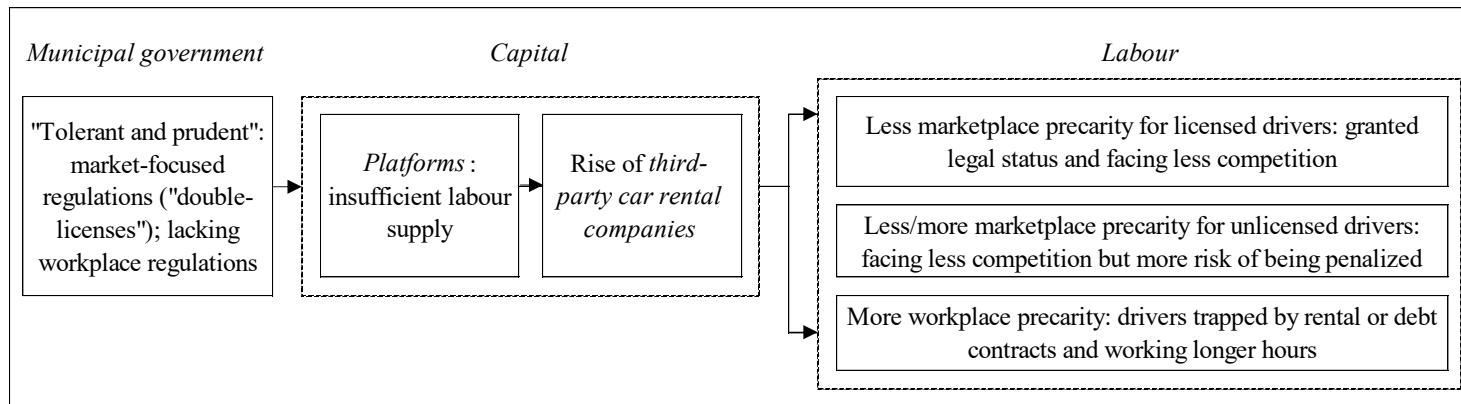 Municipal government
Capital
Labour
"Tolerant and prudent":
market-focused
regulations ("double-
licenses"); lacking
workplace regulations
Platforms :
insufficient labour
supply
Rise of third-
party car rental
companies
Less marketplace precarity for licensed drivers: granted
legal status and facing less competition
Less/more marketplace precarity for unlicensed drivers:
facing less competition but more risk of being penalized
More workplace precarity: drivers trapped by rental or debt
contracts and working longer hours